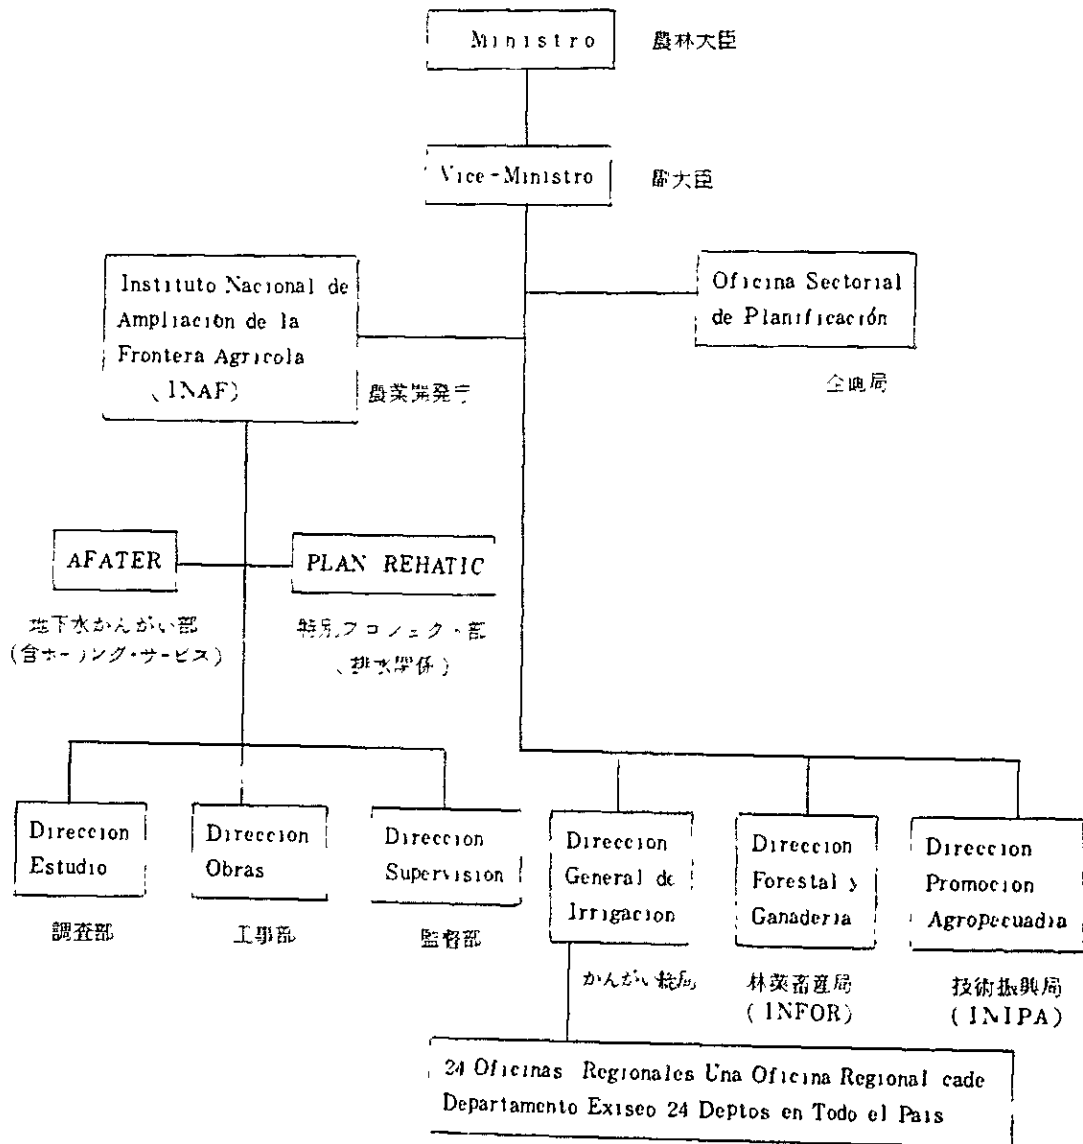 Ministro 農林大臣
Vice-Ministro 副大臣
Instituto Nacional de
Ampliación de la
Frontera Agricola
(INAF)
農業開発庁
Oficina Sectorial
de Planificación
企画局
AFATER
地下水かんがい部
(含ボーリング・サービス)
PLAN REHATIC
特別プロジェクト部
(排水関係)
Direccion
Estudio
調査部
Direccion
Obras
工事部
Direccion
Supervision
監督部
Direccion
General de
Irrigacion
かんがい総局
Direccion
Forestal y
Ganaderia
林業畜産局
(INFOR)
Direccion
Promocion
Agropecuadia
技術振興局
(INIPA)
24 Oficinas Regionales Una Oficina Regional cade
Departamento Exiseo 24 Deptos en Todo el Pais